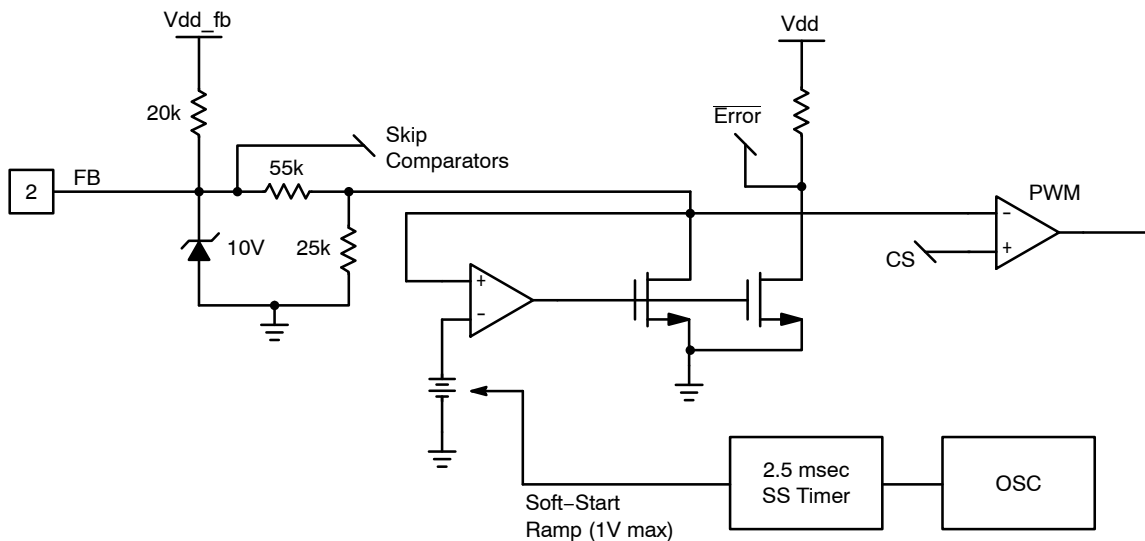 Vdd_fb
Vdd
20k
Error
Skip
Comparators
2
FB
55k
PWM
10V
25k
CS
+
-
-
+
2.5 msec
SS Timer
OSC
Soft-Start
Ramp (1V max)